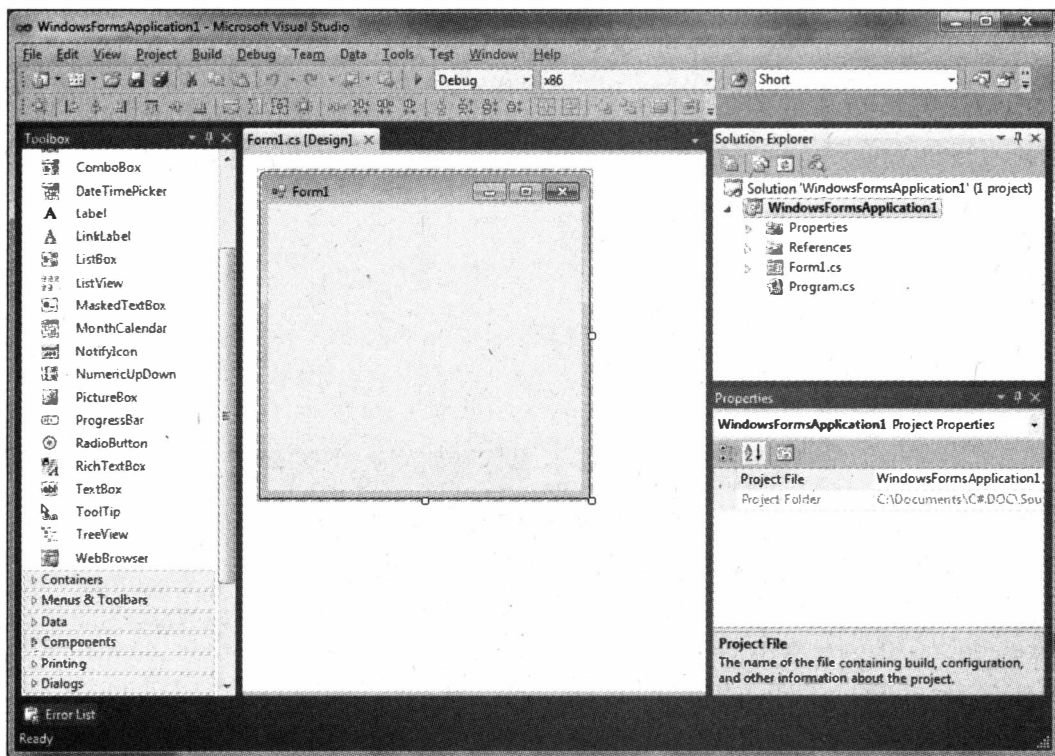 WindowsFormsApplication1 - Microsoft Visual Studio
File Edit View Project Build Debug Team Data Tools Test Window Help
Debug x86 Short
Toolbox
ComboBox
DateTimePicker
Label
LinkLabel
ListBox
ListView
MaskedTextBox
MonthCalendar
NotifyIcon
NumericUpDown
PictureBox
ProgressBar
RadioButton
RichTextBox
TextBox
ToolTip
TreeView
WebBrowser
Containers
Menus & Toolbars
Data
Components
Printing
Dialogs
Form1.cs [Design]
Form1
Solution Explorer
Solution 'WindowsFormsApplication1' (1 project)
WindowsFormsApplication1
Properties
References
Form1.cs
Program.cs
Properties
WindowsFormsApplication1 Project Properties
Project File WindowsFormsApplication1.
Project Folder C:\Documents\C#.DOC\Sou
Project File
The name of the file containing build, configuration,
and other information about the project.
Error List
Ready